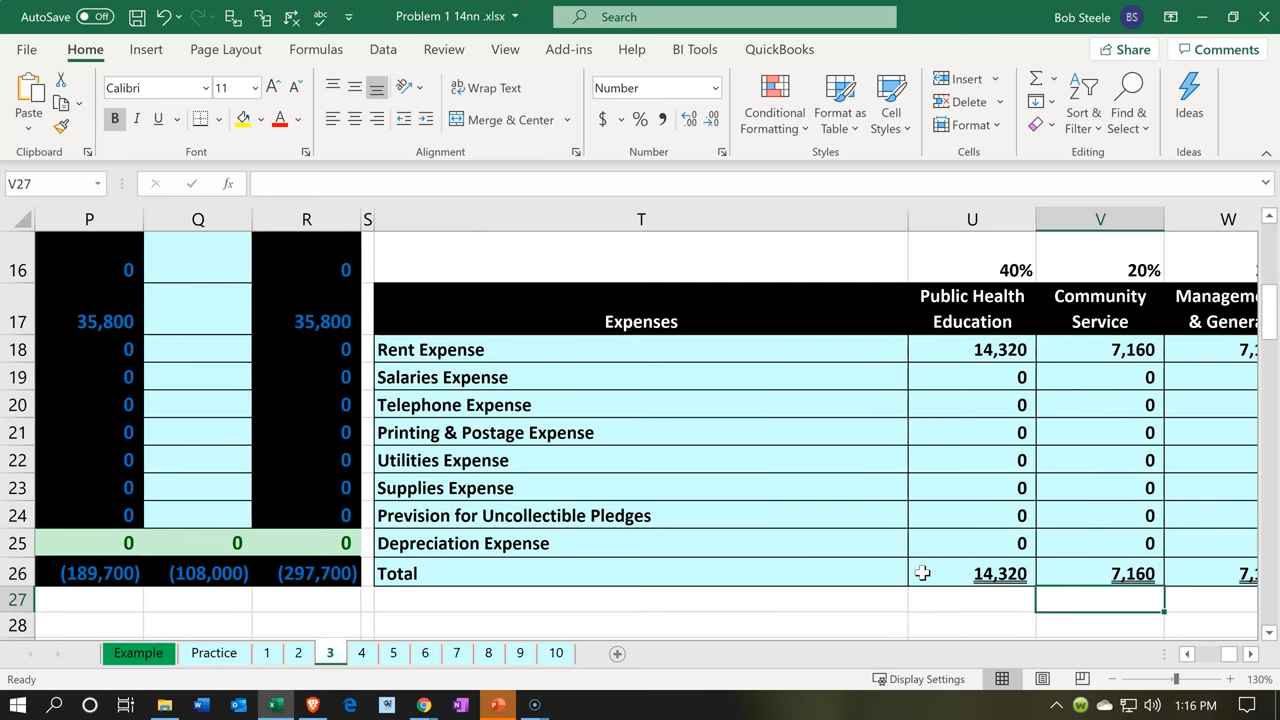 AutoSave Off Problem 1 14nn .xlsx Search Bob Steele BS
File Home Insert Page Layout Formulas Data Review View Add-ins Help BI Tools QuickBooks Share Comments
Paste Calibri 11 Wrap Text Number Conditional Formatting Format as Table Cell Styles Insert Sort & Filter Find & Select Ideas
B I U A Merge & Center $ % Delete
Format
Clipboard Font Alignment Number Styles Cells Editing Ideas
V27 fx
P Q R S T U V W
16 0 0 40% 20%
Public Health Community Managem
17 35,800 35,800 Expenses Education Service & Genera
18 0 0 Rent Expense 14,320 7,160 7,
19 0 0 Salaries Expense 0 0
20 0 0 Telephone Expense 0 0
21 0 0 Printing & Postage Expense 0 0
22 0 0 Utilities Expense 0 0
23 0 0 Supplies Expense 0 0
24 0 0 Prevision for Uncollectible Pledges 0 0
25 0 0 0 Depreciation Expense 0 0
26 (189,700) (108,000) (297,700) Total 14,320 7,160 7,
27
28
Example Practice 1 2 3 4 5 6 7 8 9 10
Ready Display Settings 130%
1:16 PM